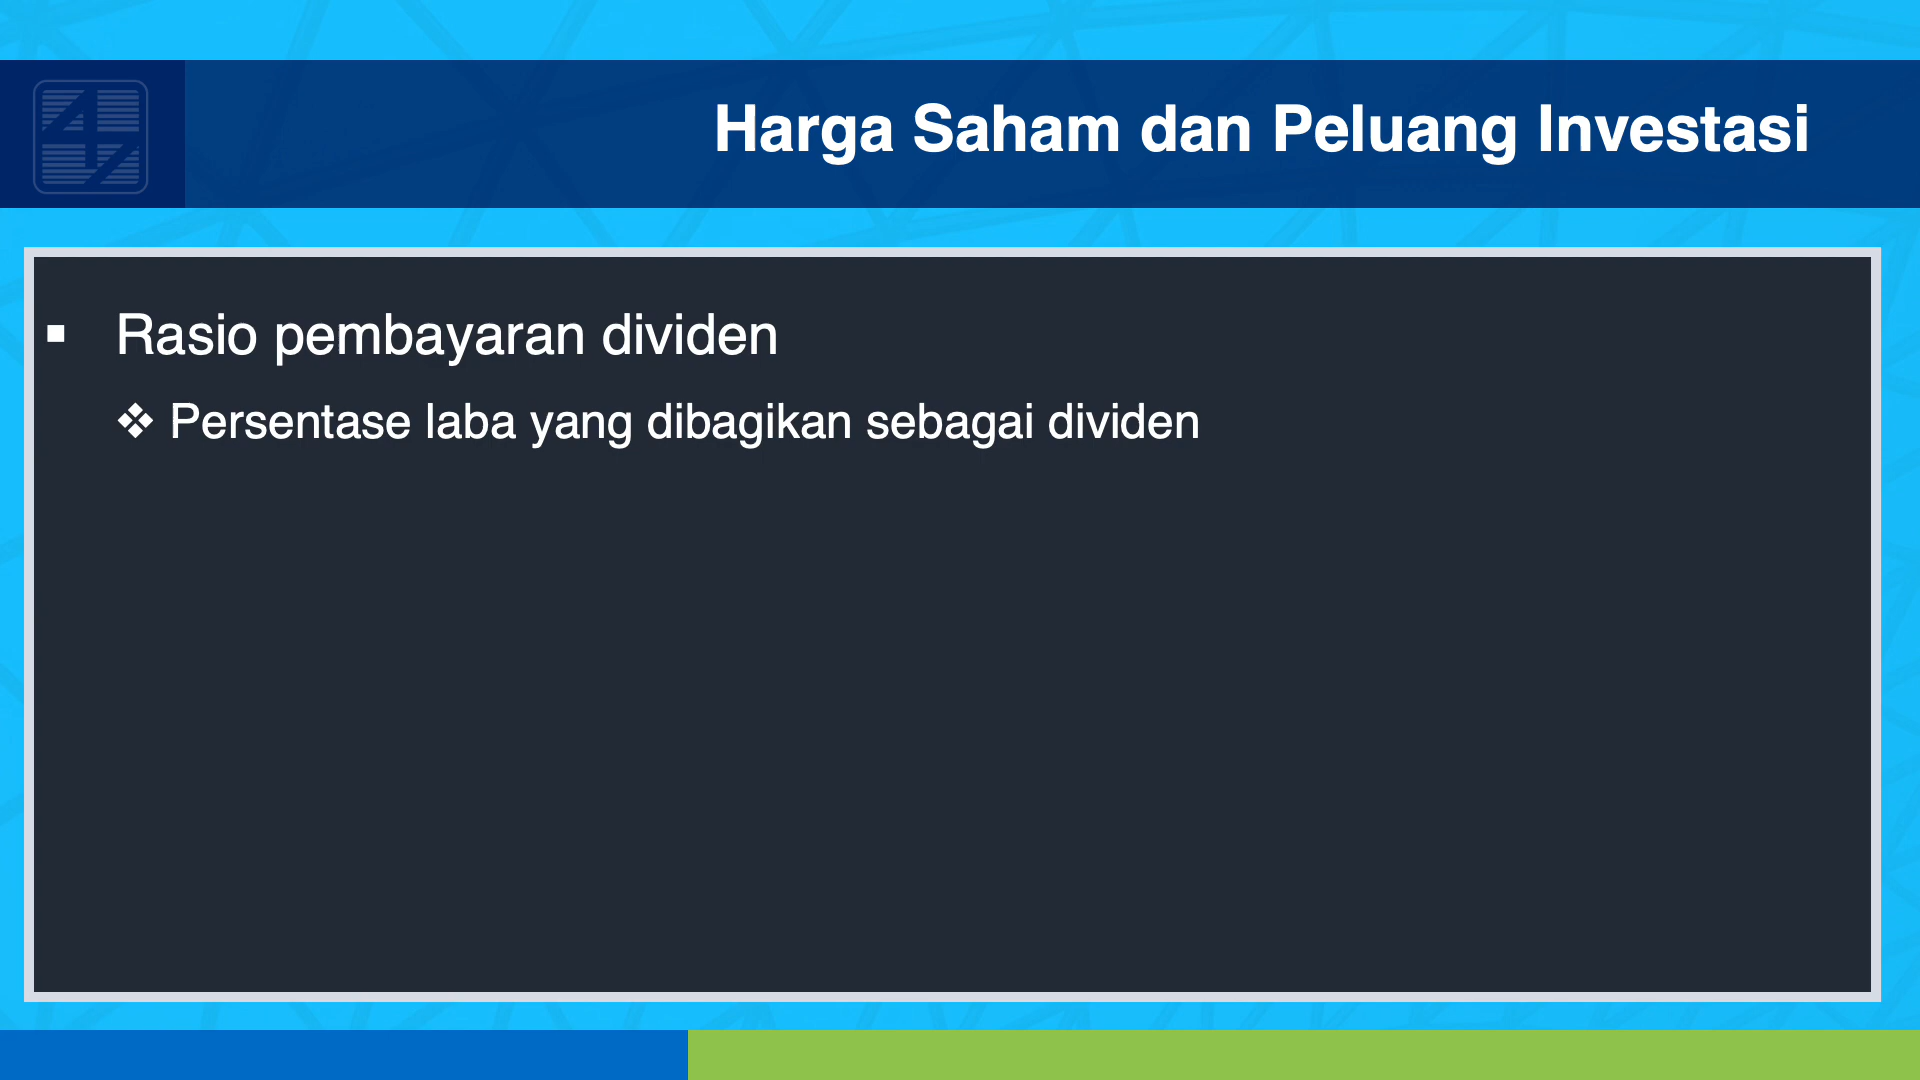 Harga Saham dan Peluang Investasi
▪ Rasio pembayaran dividen
❖ Persentase laba yang dibagikan sebagai dividen